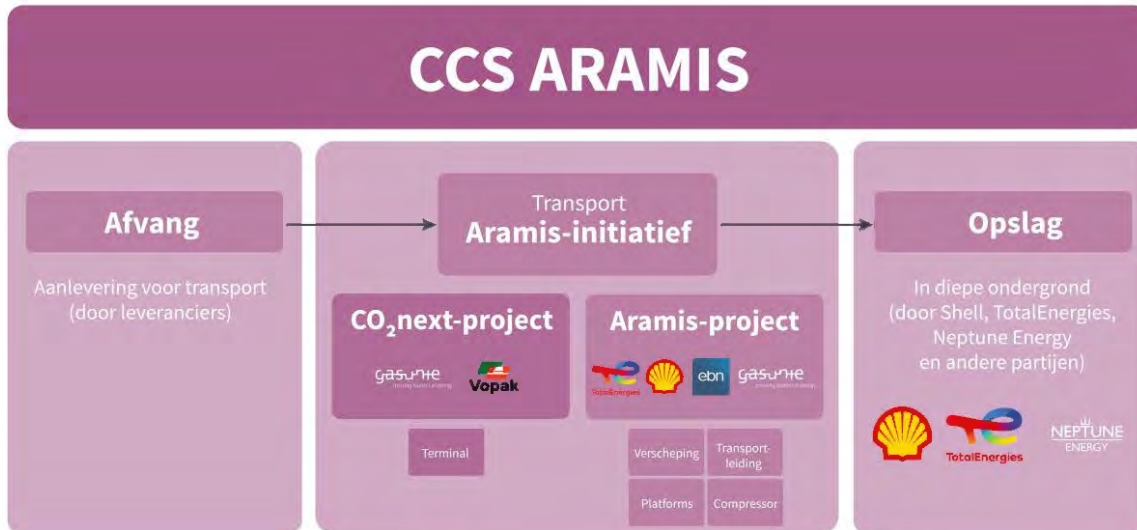 CCS ARAMIS
Afvang
Aanlevering voor transport
(door leveranciers)
Transport
Aramis-initiatief
CO₂next-project
gasunie
Vopak
Terminal
Aramis-project
TotalEnergies
ebn
gasunie
Verscheping
Transport-
leiding
Platforms
Compressor
Opslag
In diepe ondergrond
(door Shell, TotalEnergies,
Neptune Energy
en andere partijen)
TotalEnergies
NEPTUNE
ENERGY